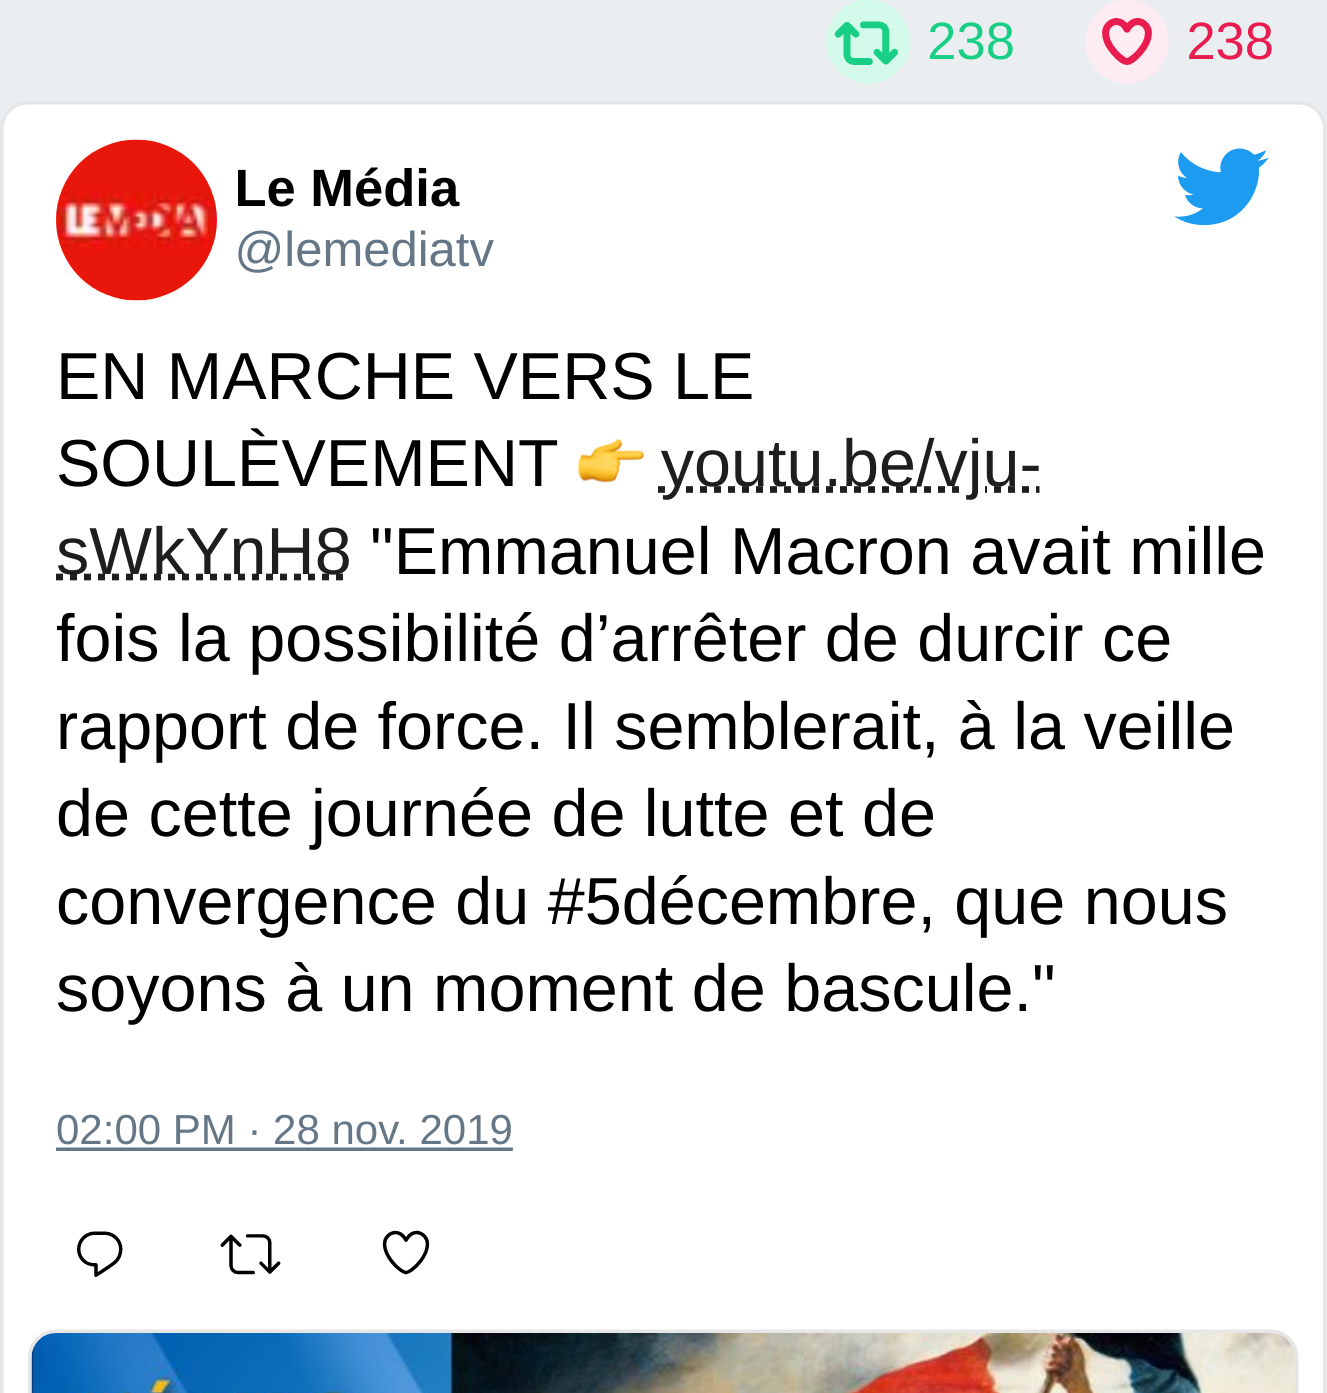 238 238
LE MEDIA
Le Média
@lemediatv
EN MARCHE VERS LE
SOULÈVEMENT 👉 youtu.be/vju-
sWkYnH8 "Emmanuel Macron avait mille
fois la possibilité d’arrêter de durcir ce
rapport de force. Il semblerait, à la veille
de cette journée de lutte et de
convergence du #5décembre, que nous
soyons à un moment de bascule."
02:00 PM · 28 nov. 2019